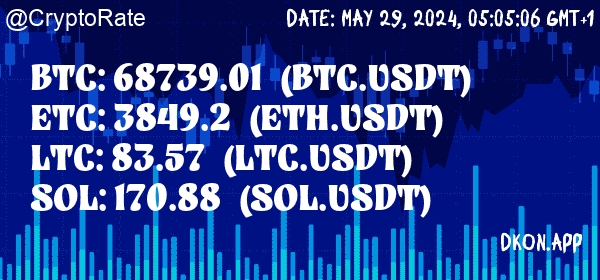 @CryptoRate
DATE: MAY 29, 2024, 05:05:06 GMT+1
BTC: 68739.01 (BTC.USDT)
ETC: 3849.2 (ETH.USDT)
LTC: 83.57 (LTC.USDT)
SOL: 170.88 (SOL.USDT)
DKON.APP